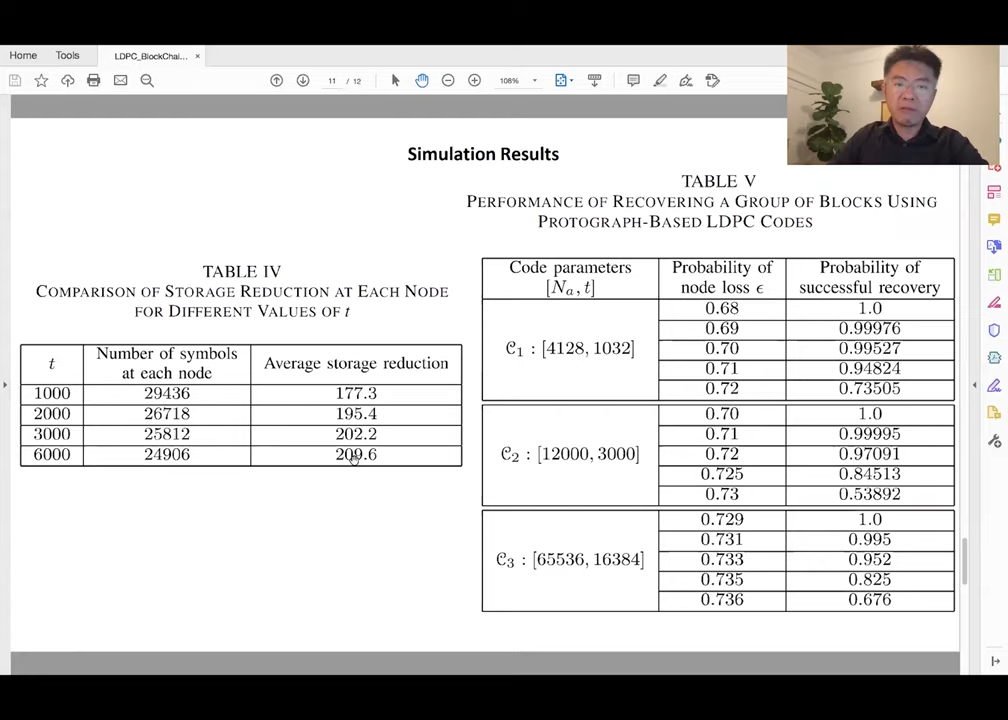 Home Tools LDPC_BlockChai... ×
11 / 12 108%
Simulation Results
TABLE IV
COMPARISON OF STORAGE REDUCTION AT EACH NODE
FOR DIFFERENT VALUES OF t
t Number of symbols at each node Average storage reduction
1000 29436 177.3
2000 26718 195.4
3000 25812 202.2
6000 24906 209.6
TABLE V
PERFORMANCE OF RECOVERING A GROUP OF BLOCKS USING
PROTOGRAPH-BASED LDPC CODES
Code parameters [Na, t] Probability of node loss ϵ Probability of successful recovery
C1 : [4128, 1032]
0.68 1.0
0.69 0.99976
0.70 0.99527
0.71 0.94824
0.72 0.73505
C2 : [12000, 3000]
0.70 1.0
0.71 0.99995
0.72 0.97091
0.725 0.84513
0.73 0.53892
C3 : [65536, 16384]
0.729 1.0
0.731 0.995
0.733 0.952
0.735 0.825
0.736 0.676